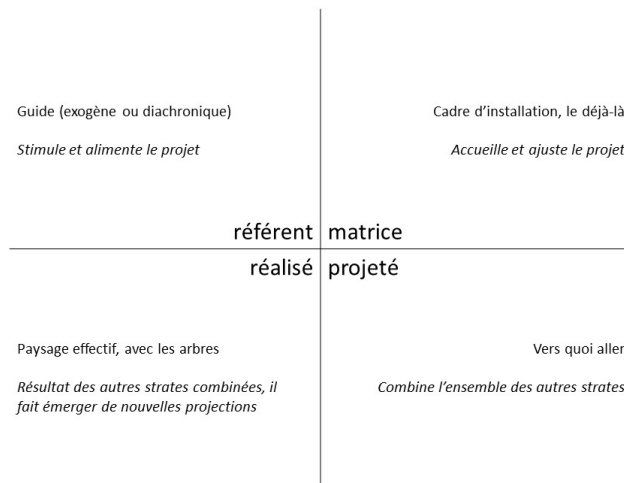 Guide (exogène ou diachronique)
Stimule et alimente le projet
Cadre d’installation, le déjà-là
Accueille et ajuste le projet
référent
matrice
réalisé
projeté
Paysage effectif, avec les arbres
Résultat des autres strates combinées, il
fait émerger de nouvelles projections
Vers quoi aller
Combine l’ensemble des autres strates